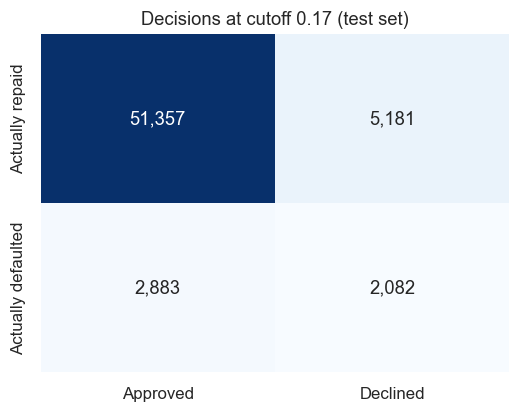 Decisions at cutoff 0.17 (test set)
Actually repaid
51,357
5,181
Actually defaulted
2,883
2,082
Approved
Declined